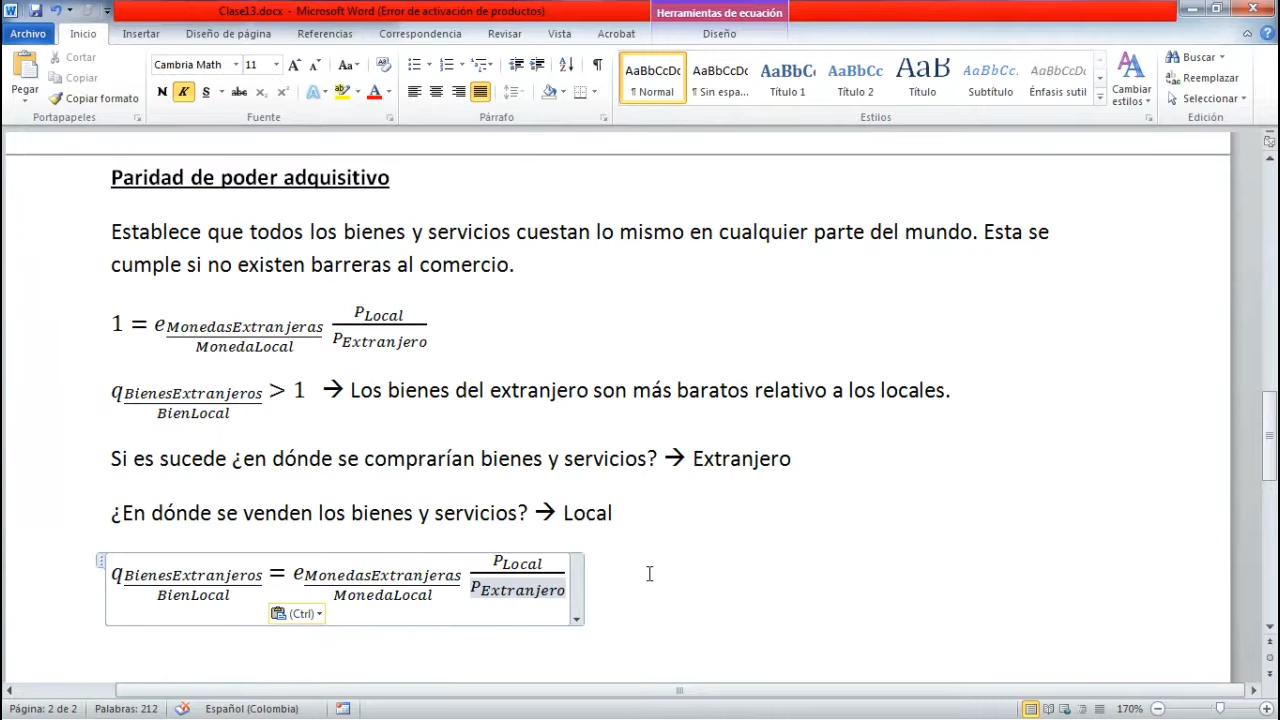 Clase13.docx - Microsoft Word (Error de activación de productos)
Herramientas de ecuación
Archivo Inicio Insertar Diseño de página Referencias Correspondencia Revisar Vista Acrobat Diseño
Pegar
Cortar
Copiar
Copiar formato
Portapapeles
Cambria Math 11
N K S abc x₂ x²
Fuente
Párrafo
AaBbCcDc AaBbCcDc AaBbC AaBbCc AaB AaBbCc. AaBbCcDc
¶ Normal ¶ Sin espa... Título 1 Título 2 Título Subtítulo Énfasis sutil
Estilos
Cambiar estilos
Buscar
Reemplazar
Seleccionar
Edición
Paridad de poder adquisitivo
Establece que todos los bienes y servicios cuestan lo mismo en cualquier parte del mundo. Esta se
cumple si no existen barreras al comercio.
1 = e MonedasExtranjeras/MonedaLocal P Local/P Extranjero
q BienesExtranjeros/BienLocal > 1 → Los bienes del extranjero son más baratos relativo a los locales.
Si es sucede ¿en dónde se comprarían bienes y servicios? → Extranjero
¿En dónde se venden los bienes y servicios? → Local
q BienesExtranjeros/BienLocal = e MonedasExtranjeras/MonedaLocal P Local/P Extranjero
(Ctrl)
Página: 2 de 2 Palabras: 212 Español (Colombia) 170%